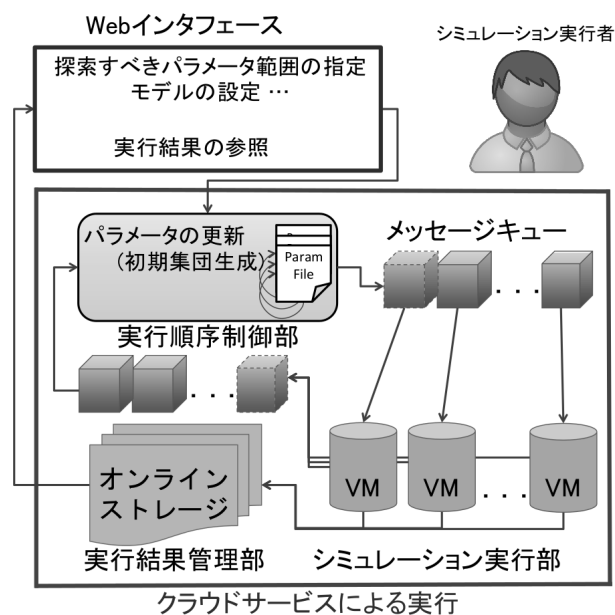 Webインタフェース
シミュレーション実行者
探索すべきパラメータ範囲の指定
モデルの設定 …
実行結果の参照
パラメータの更新
(初期集団生成)
Param
File
実行順序制御部
メッセージキュー
...
...
VM
VM
...
VM
オンライン
ストレージ
実行結果管理部
シミュレーション実行部
クラウドサービスによる実行